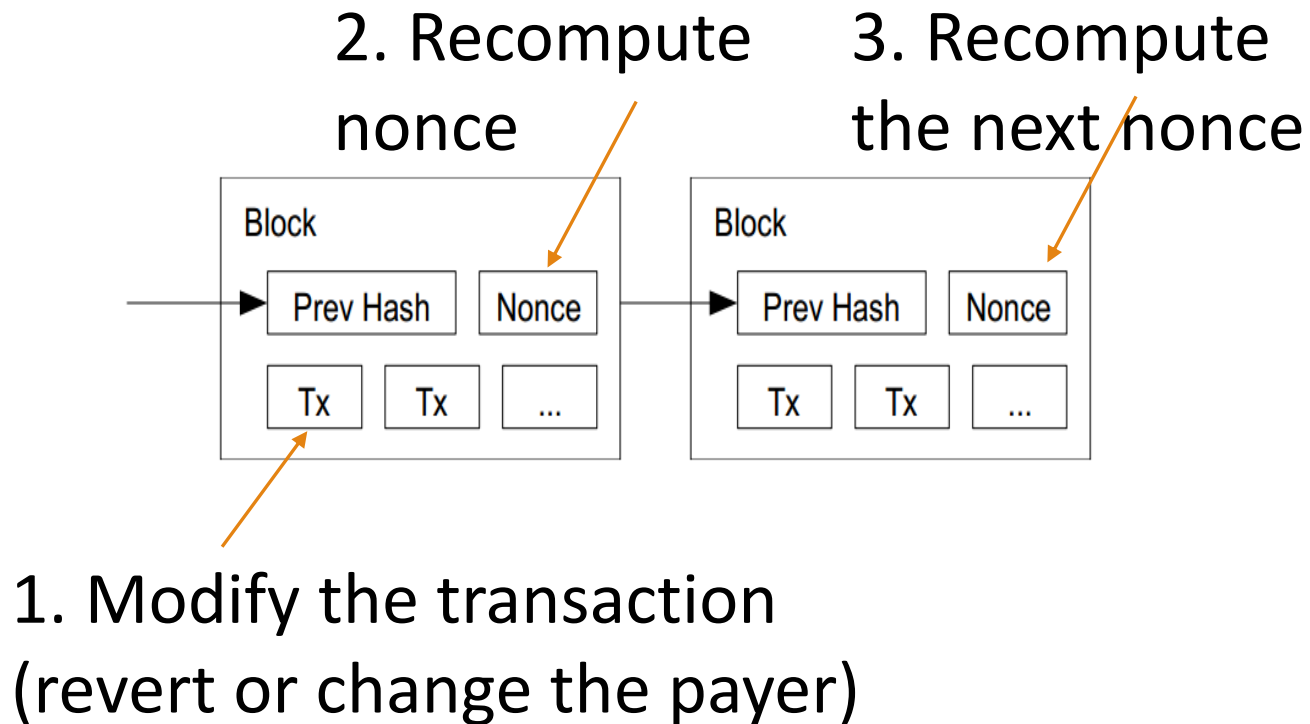 2. Recompute
nonce
3. Recompute
the next nonce
Block
Prev Hash
Nonce
Tx
Tx
...
Block
Prev Hash
Nonce
Tx
Tx
...
1. Modify the transaction
(revert or change the payer)